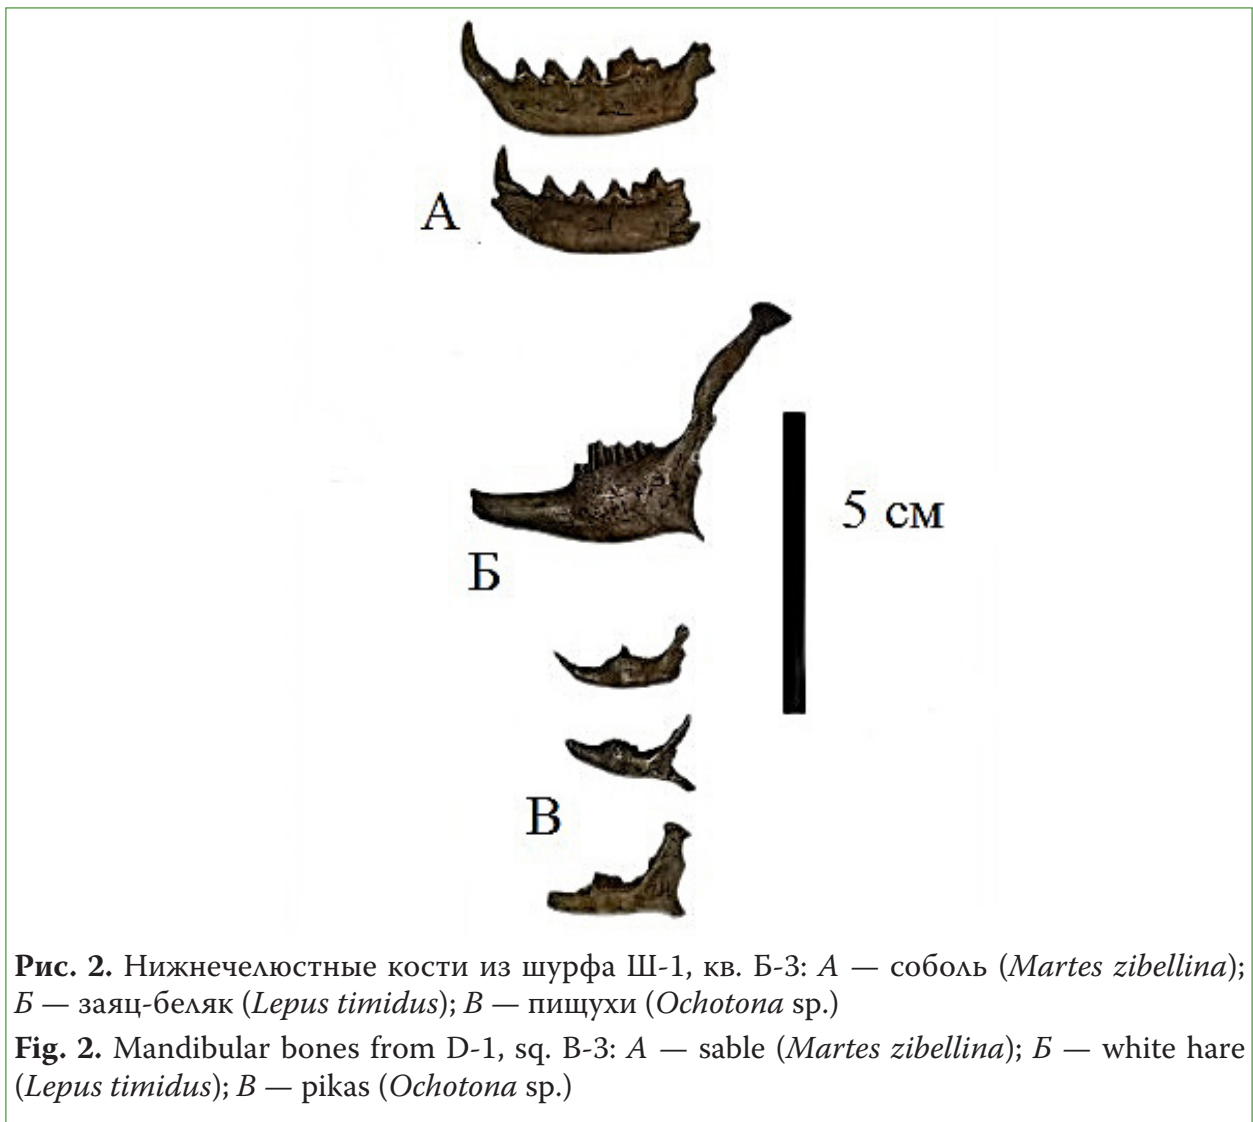 А
5 см
Б
В
Рис. 2. Нижнечелюстные кости из шурфа Ш-1, кв. Б-3: А — соболь (Martes zibellina);
Б — заяц-беляк (Lepus timidus); В — пищухи (Ochotona sp.)
Fig. 2. Mandibular bones from D-1, sq. B-3: А — sable (Martes zibellina); Б — white hare
(Lepus timidus); В — pikas (Ochotona sp.)